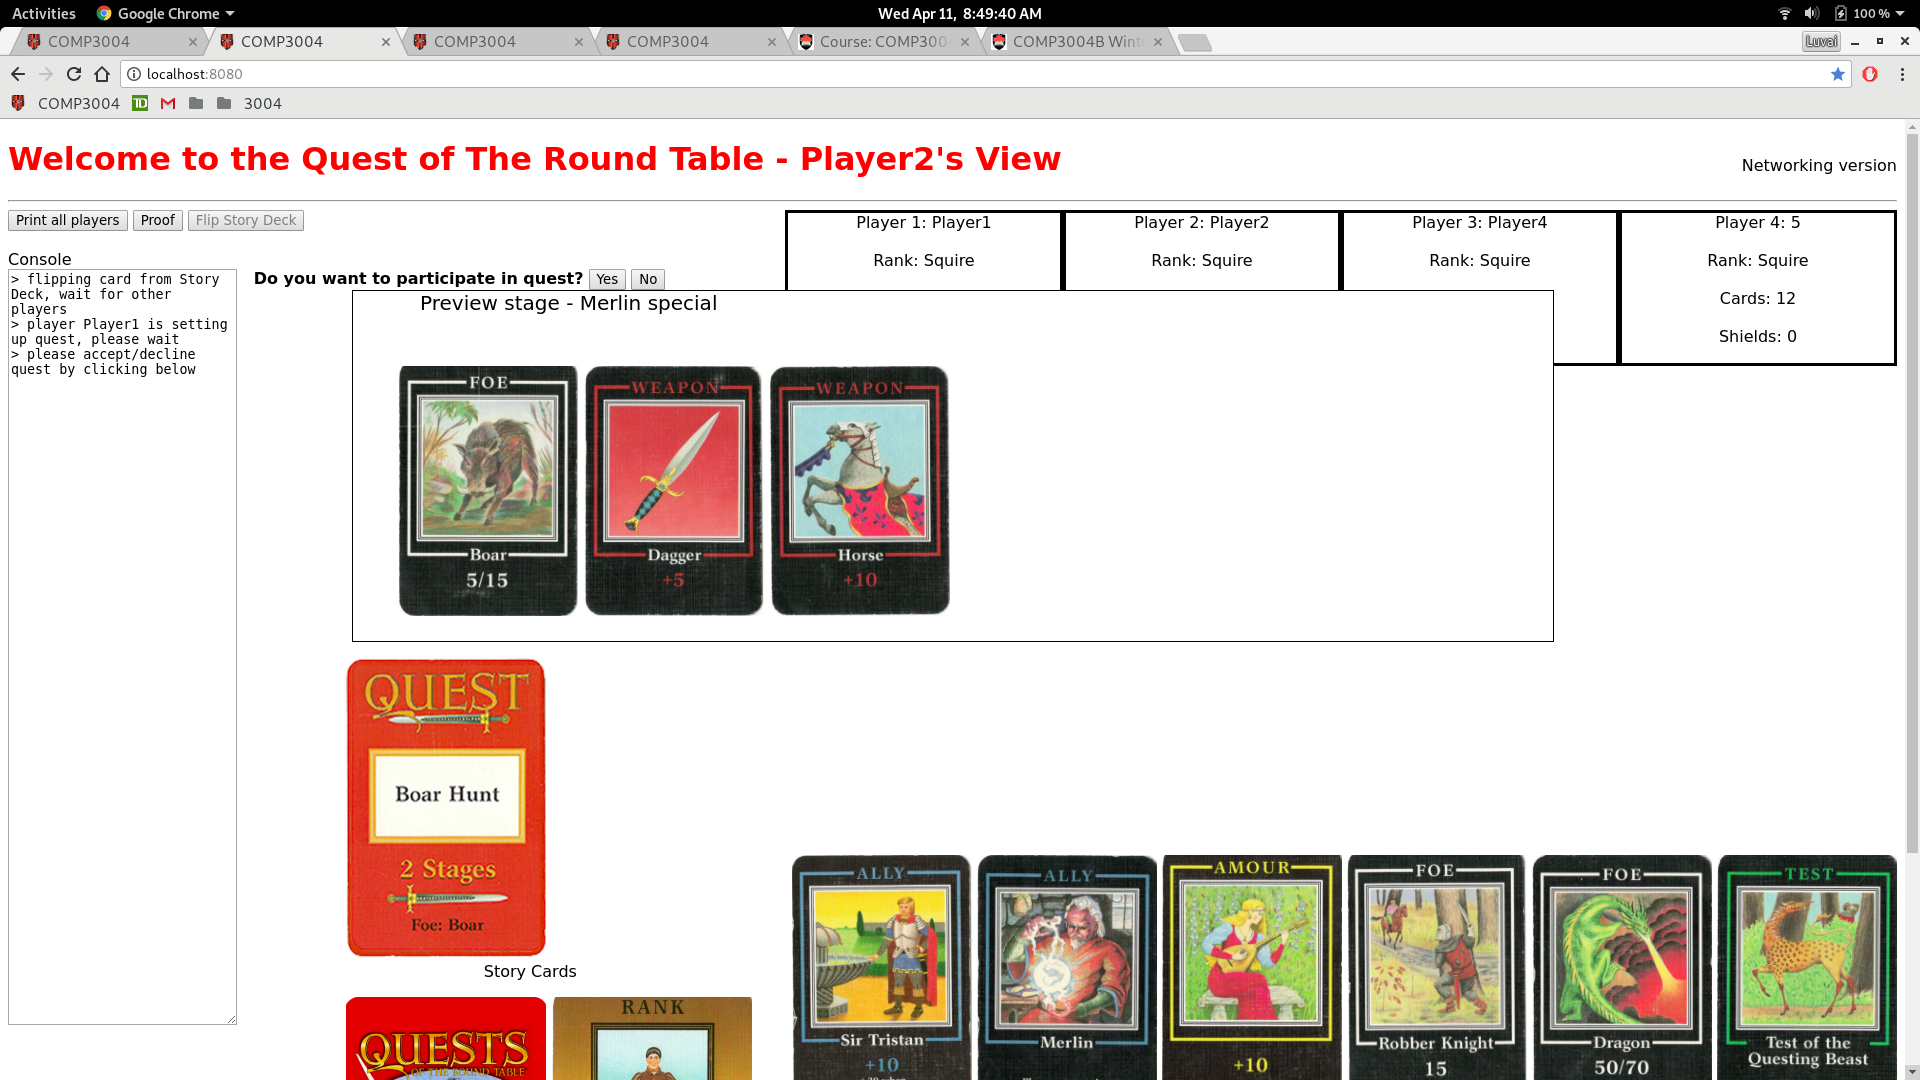 Activities
Google Chrome
Wed Apr 11, 8:49:40 AM
100 %
COMP3004
COMP3004
COMP3004
COMP3004
Course: COMP300
COMP3004B Wint
Luvai
localhost:8080
COMP3004
TD
3004
Welcome to the Quest of The Round Table - Player2's View
Networking version
Print all players
Proof
Flip Story Deck
Player 1: Player1
Rank: Squire
Player 2: Player2
Rank: Squire
Player 3: Player4
Rank: Squire
Player 4: 5
Rank: Squire
Cards: 12
Shields: 0
Console
> flipping card from Story
Deck, wait for other
players
> player Player1 is setting
up quest, please wait
> please accept/decline
quest by clicking below
Do you want to participate in quest? Yes No
Preview stage - Merlin special
FOE
Boar
5/15
WEAPON
Dagger
+5
WEAPON
Horse
+10
QUEST
Boar Hunt
2 Stages
Foe: Boar
Story Cards
QUESTS
OF THE ROUND TABLE
RANK
ALLY
Sir Tristan
+10
ALLY
Merlin
AMOUR
+10
FOE
Robber Knight
15
FOE
Dragon
50/70
TEST
Test of the
Questing Beast